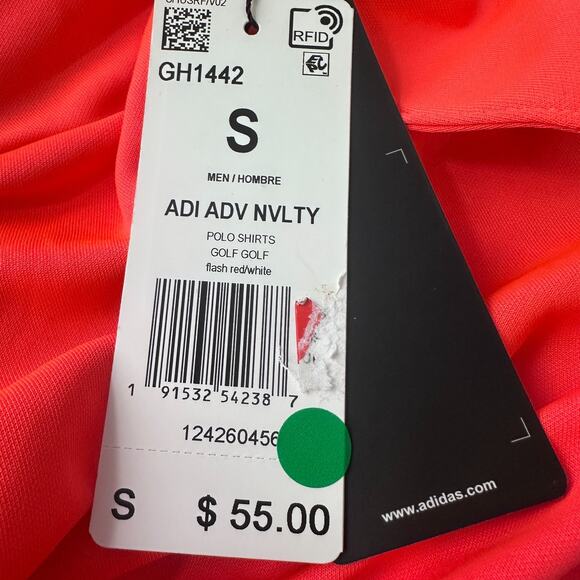 RFID
GH1442
S
MEN / HOMBRE
ADI ADV NVLTY
POLO SHIRTS
GOLF GOLF
flash red/white
1 91532 54238 7
124260456
S $ 55.00
www.adidas.com